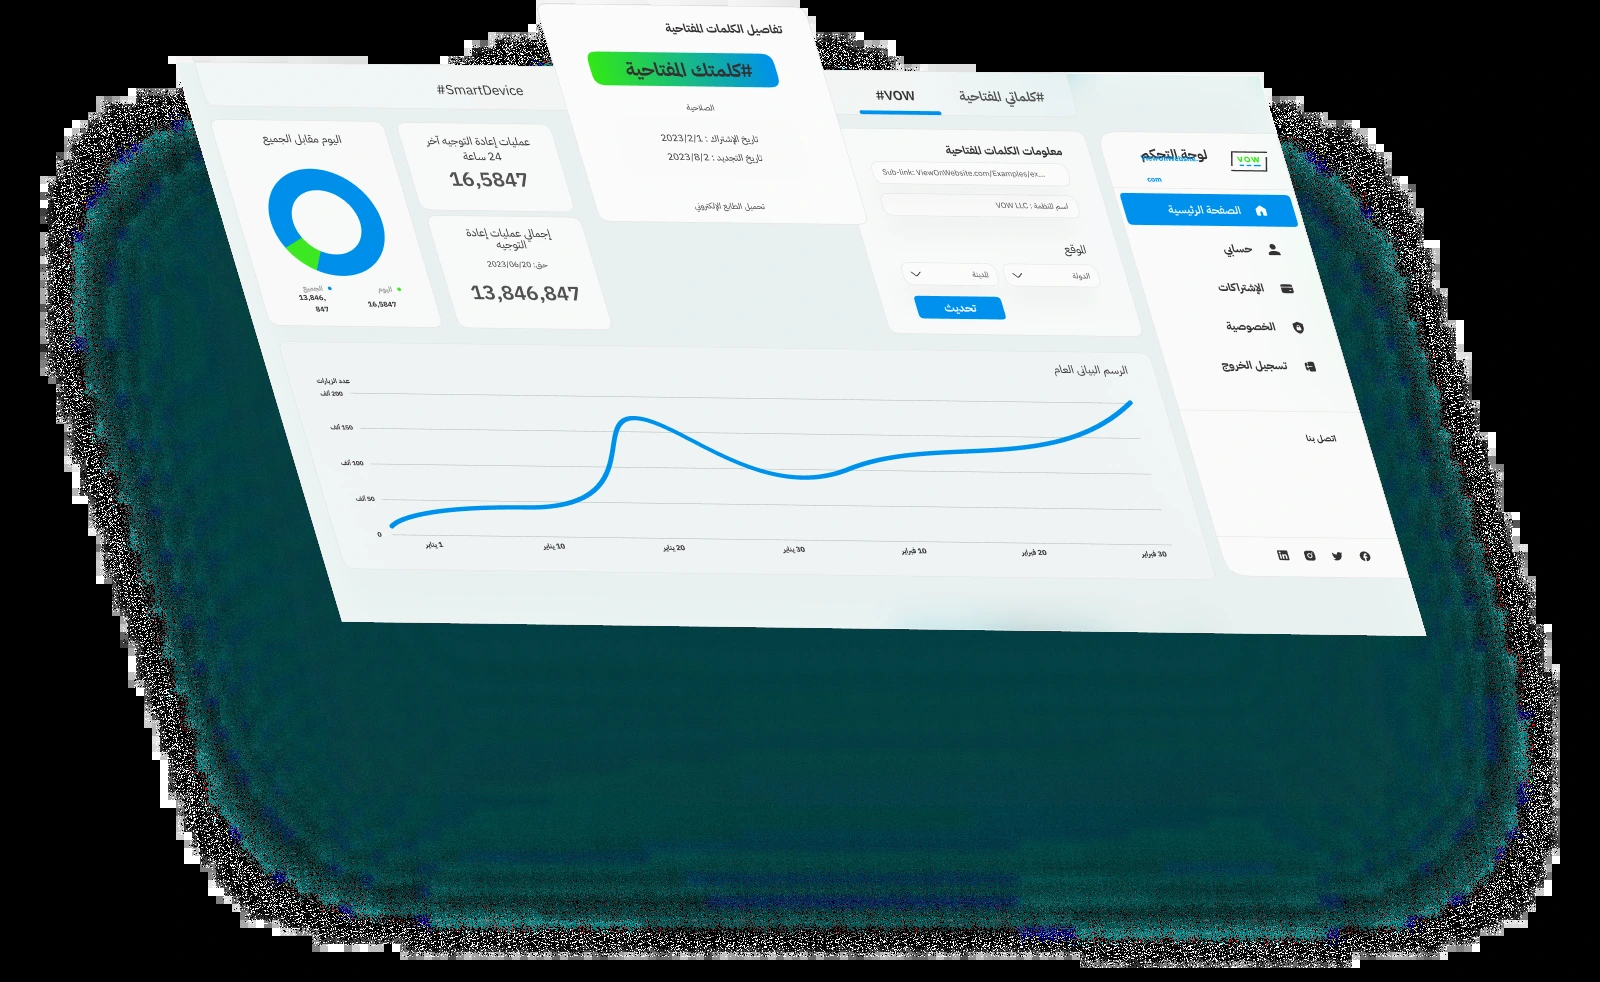 تفاصيل الكلمات المفتاحية
#كلمتك المفتاحية
الصلاحية
تاريخ الإشتراك : 2023/2/1
تاريخ التجديد : 2023/8/2
تحميل الطابع الإلكتروني
#كلماتي المفتاحية
#VOW
#SmartDevice
VOW
لوحة التحكم
com
الصفحة الرئيسية
حسابي
الإشتراكات
الخصوصية
تسجيل الخروج
اتصل بنا
معلومات الكلمات المفتاحية
Sub-link: ViewOnWebsite.com/Examples/ex...
اسم المنظمة : VOW LLC
الموقع
الدولة
المدينة
تحديث
عمليات إعادة التوجيه آخر
24 ساعة
16,5847
إجمالي عمليات إعادة
التوجيه
حتى: 2023/06/20
13,846,847
اليوم مقابل الجميع
اليوم
16,5847
الجميع
13,846,
847
الرسم البياني العام
عدد الزيارات
200 ألف
150 ألف
100 ألف
50 ألف
0
1 يناير
10 يناير
20 يناير
30 يناير
10 فبراير
20 فبراير
30 فبراير